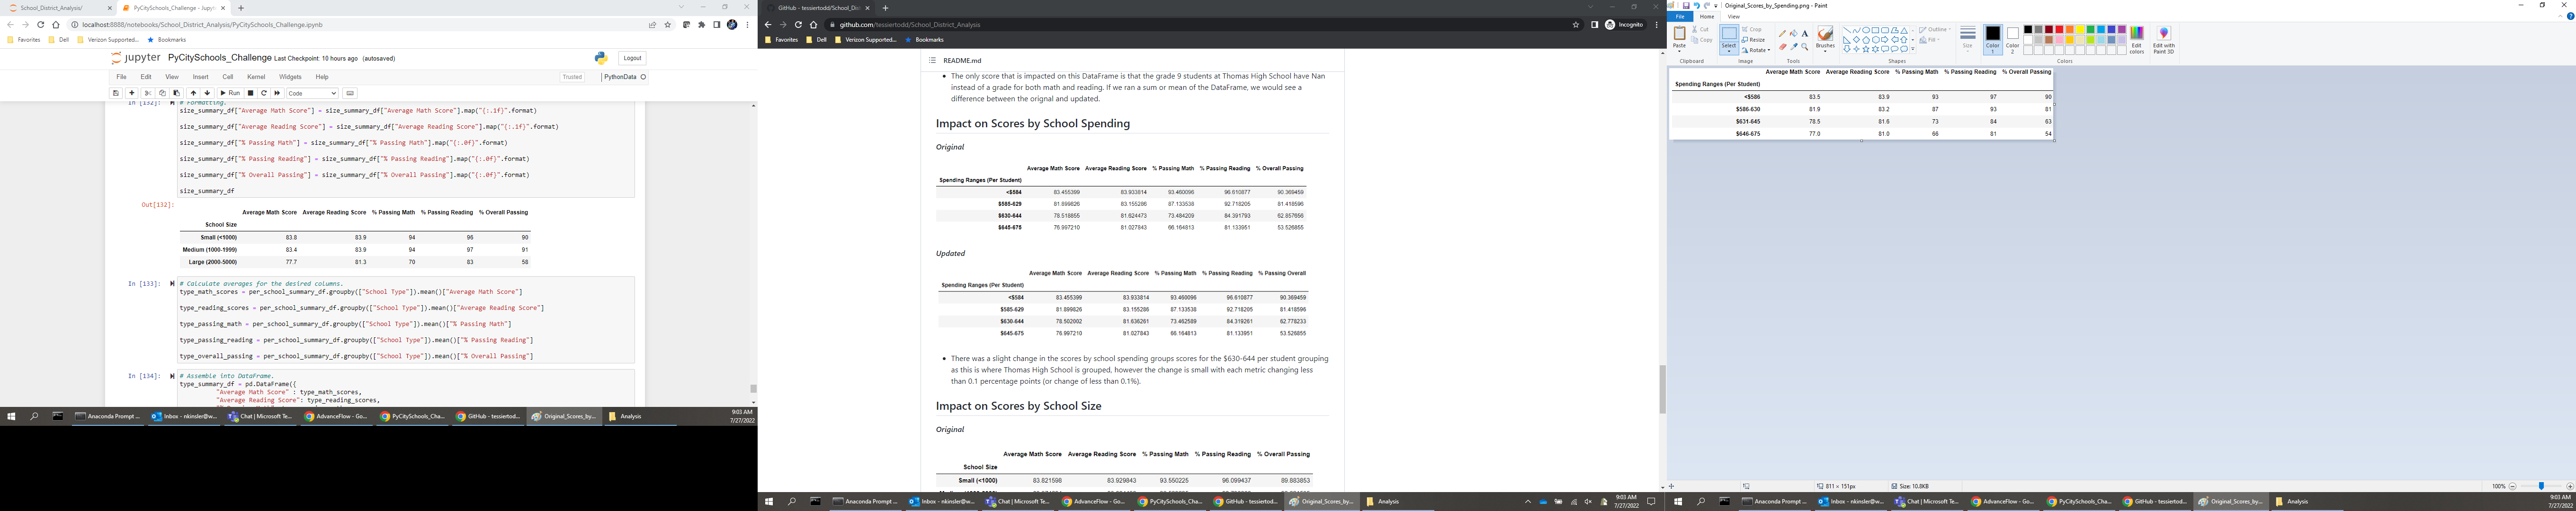 School_District_Analysis/
PyCitySchools_Challenge - Jupyt
localhost:8888/notebooks/School_District_Analysis/PyCitySchools_Challenge.ipynb
Favorites Dell Verizon Supported... Bookmarks
jupyter PyCitySchools_Challenge Last Checkpoint: 10 hours ago (autosaved)
Logout
File Edit View Insert Cell Kernel Widgets Help
Trusted PythonData
Run Code
In [132]: # Formatting.
size_summary_df["Average Math Score"] = size_summary_df["Average Math Score"].map("{:.1f}".format)
size_summary_df["Average Reading Score"] = size_summary_df["Average Reading Score"].map("{:.1f}".format)
size_summary_df["% Passing Math"] = size_summary_df["% Passing Math"].map("{:.0f}".format)
size_summary_df["% Passing Reading"] = size_summary_df["% Passing Reading"].map("{:.0f}".format)
size_summary_df["% Overall Passing"] = size_summary_df["% Overall Passing"].map("{:.0f}".format)
size_summary_df
Out[132]:
Average Math Score Average Reading Score % Passing Math % Passing Reading % Overall Passing
School Size
Small (<1000) 83.8 83.9 94 96 90
Medium (1000-1999) 83.4 83.9 94 97 91
Large (2000-5000) 77.7 81.3 70 83 58
In [133]: # Calculate averages for the desired columns.
type_math_scores = per_school_summary_df.groupby(["School Type"]).mean()["Average Math Score"]
type_reading_scores = per_school_summary_df.groupby(["School Type"]).mean()["Average Reading Score"]
type_passing_math = per_school_summary_df.groupby(["School Type"]).mean()["% Passing Math"]
type_passing_reading = per_school_summary_df.groupby(["School Type"]).mean()["% Passing Reading"]
type_overall_passing = per_school_summary_df.groupby(["School Type"]).mean()["% Overall Passing"]
In [134]: # Assemble into DataFrame.
type_summary_df = pd.DataFrame({
"Average Math Score" : type_math_scores,
"Average Reading Score": type_reading_scores,
Anaconda Prompt ... Inbox - nkinsler@w... Chat | Microsoft Te... AdvanceFlow - Go... PyCitySchools_Cha... GitHub - tessiertod... Original_Scores_by... Analysis
9:03 AM
7/27/2022
GitHub - tessiertodd/School_Dis
github.com/tessiertodd/School_District_Analysis
Incognito
Favorites Dell Verizon Supported... Bookmarks
README.md
The only score that is impacted on this DataFrame is that the grade 9 students at Thomas High School have Nan
instead of a grade for both math and reading. If we ran a sum or mean of the DataFrame, we would see a
difference between the orignal and updated.
Impact on Scores by School Spending
Original
Average Math Score Average Reading Score % Passing Math % Passing Reading % Overall Passing
Spending Ranges (Per Student)
<$584 83.455399 83.933814 93.460096 96.610877 90.369459
$585-629 81.899826 83.155286 87.133538 92.718205 81.418596
$630-644 78.518855 81.624473 73.484209 84.391793 62.857656
$645-675 76.997210 81.027843 66.164813 81.133951 53.526855
Updated
Average Math Score Average Reading Score % Passing Math % Passing Reading % Passing Overall
Spending Ranges (Per Student)
<$584 83.455399 83.933814 93.460096 96.610877 90.369459
$585-629 81.899826 83.155286 87.133538 92.718205 81.418596
$630-644 78.502002 81.636261 73.462589 84.319261 62.778233
$645-675 76.997210 81.027843 66.164813 81.133951 53.526855
There was a slight change in the scores by school spending groups scores for the $630-644 per student grouping
as this is where Thomas High School is grouped, however the change is small with each metric changing less
than 0.1 percentage points (or change of less than 0.1%).
Impact on Scores by School Size
Original
Average Math Score Average Reading Score % Passing Math % Passing Reading % Overall Passing
School Size
Small (<1000) 83.821598 83.929843 93.550225 96.099437 89.883853
Anaconda Prompt ... Inbox - nkinsler@w... Chat | Microsoft Te... AdvanceFlow - Go... PyCitySchools_Cha... GitHub - tessiertod... Original_Scores_by... Analysis
9:03 AM
7/27/2022
Original_Scores_by_Spending.png - Paint
File Home View
Paste Cut Copy Select Crop Resize Rotate Brushes Outline Fill Size Color 1 Color 2 Edit colors Edit with Paint 3D
Clipboard Image Tools Shapes Colors
Average Math Score Average Reading Score % Passing Math % Passing Reading % Overall Passing
Spending Ranges (Per Student)
<$586 83.5 83.9 93 97 90
$586-630 81.9 83.2 87 93 81
$631-645 78.5 81.6 73 84 63
$646-675 77.0 81.0 66 81 54
811 × 151px Size: 10.8KB 100%
Anaconda Prompt ... Inbox - nkinsler@w... Chat | Microsoft Te... AdvanceFlow - Go... PyCitySchools_Cha... GitHub - tessiertod... Original_Scores_by... Analysis
9:03 AM
7/27/2022